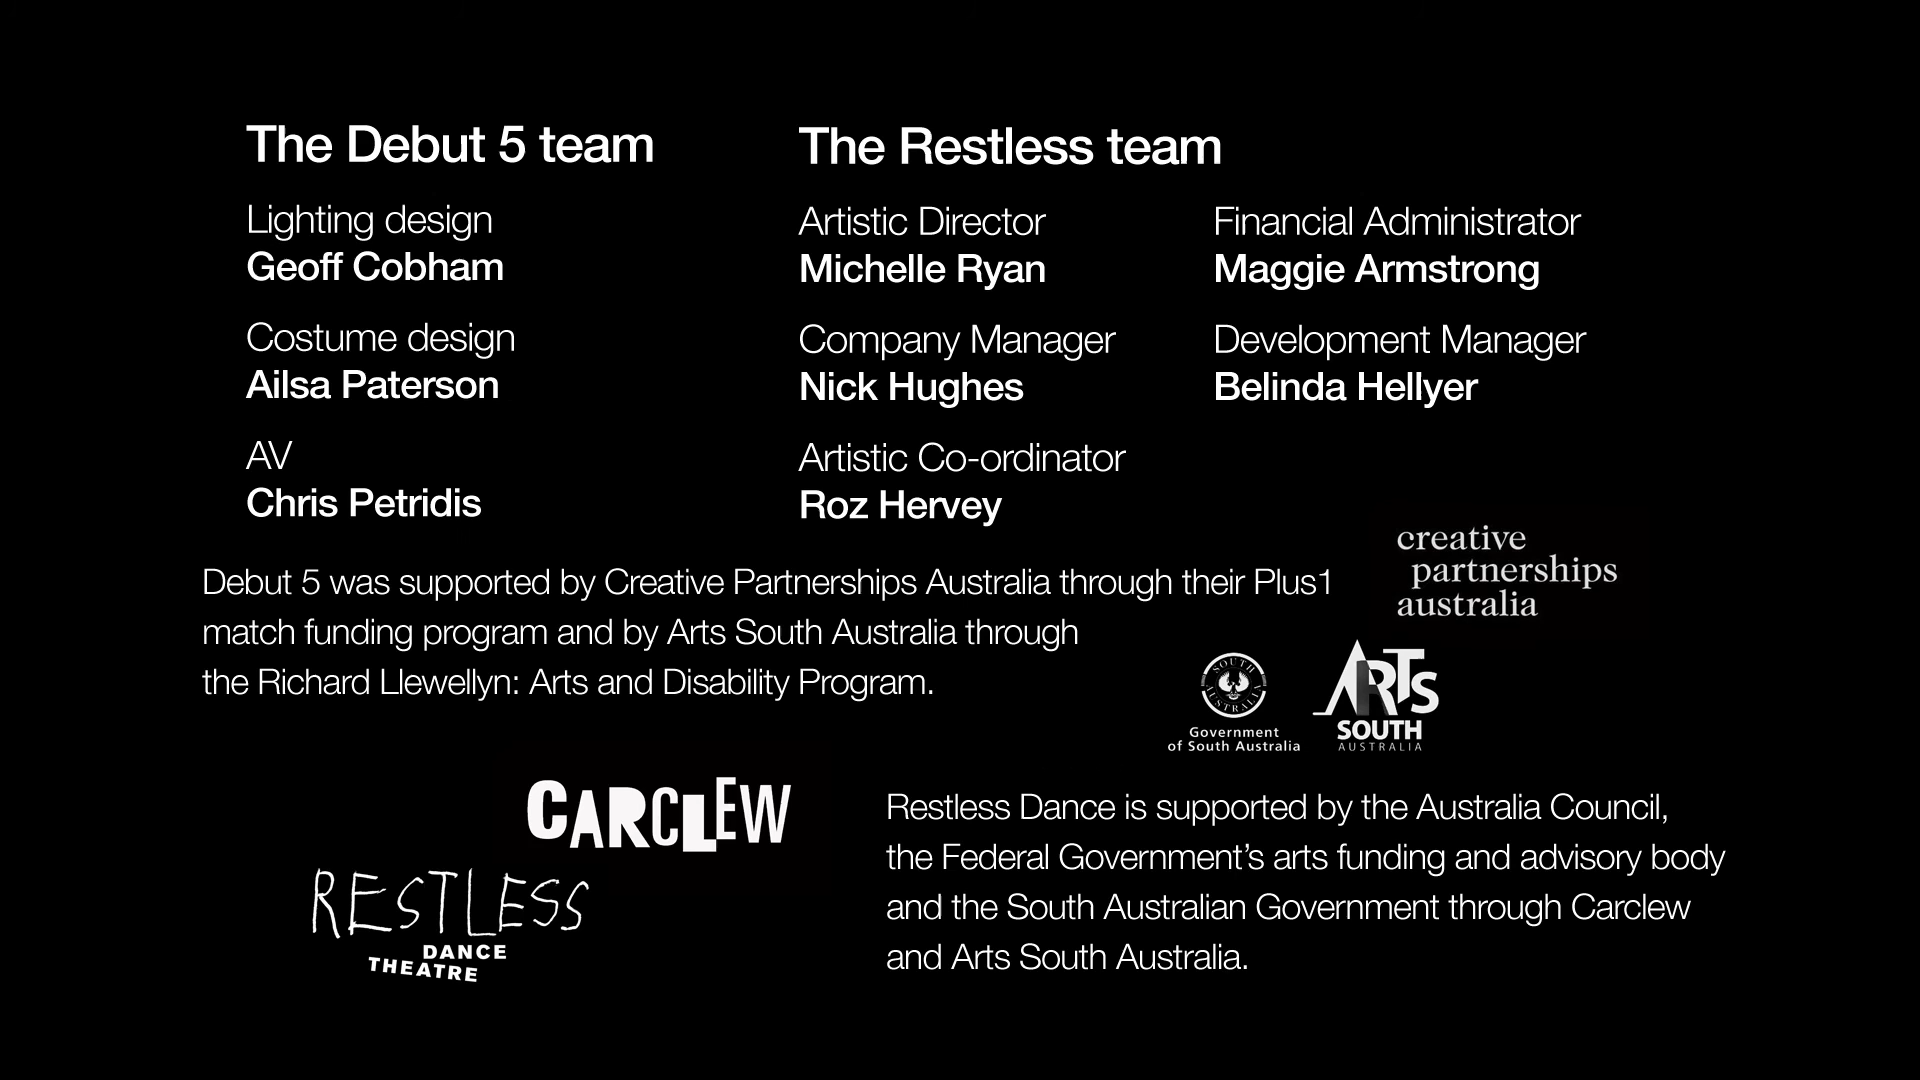 The Debut 5 team
Lighting design
Geoff Cobham
Costume design
Ailsa Paterson
AV
Chris Petridis
The Restless team
Artistic Director
Michelle Ryan
Company Manager
Nick Hughes
Artistic Co-ordinator
Roz Hervey
Financial Administrator
Maggie Armstrong
Development Manager
Belinda Hellyer
Debut 5 was supported by Creative Partnerships Australia through their Plus1
match funding program and by Arts South Australia through
the Richard Llewellyn: Arts and Disability Program.
creative
partnerships
australia
SOUTH
AUSTRALIA
Government
of South Australia
ARTS
SOUTH
AUSTRALIA
CARCLEW
RESTLESS
DANCE
THEATRE
Restless Dance is supported by the Australia Council,
the Federal Government’s arts funding and advisory body
and the South Australian Government through Carclew
and Arts South Australia.